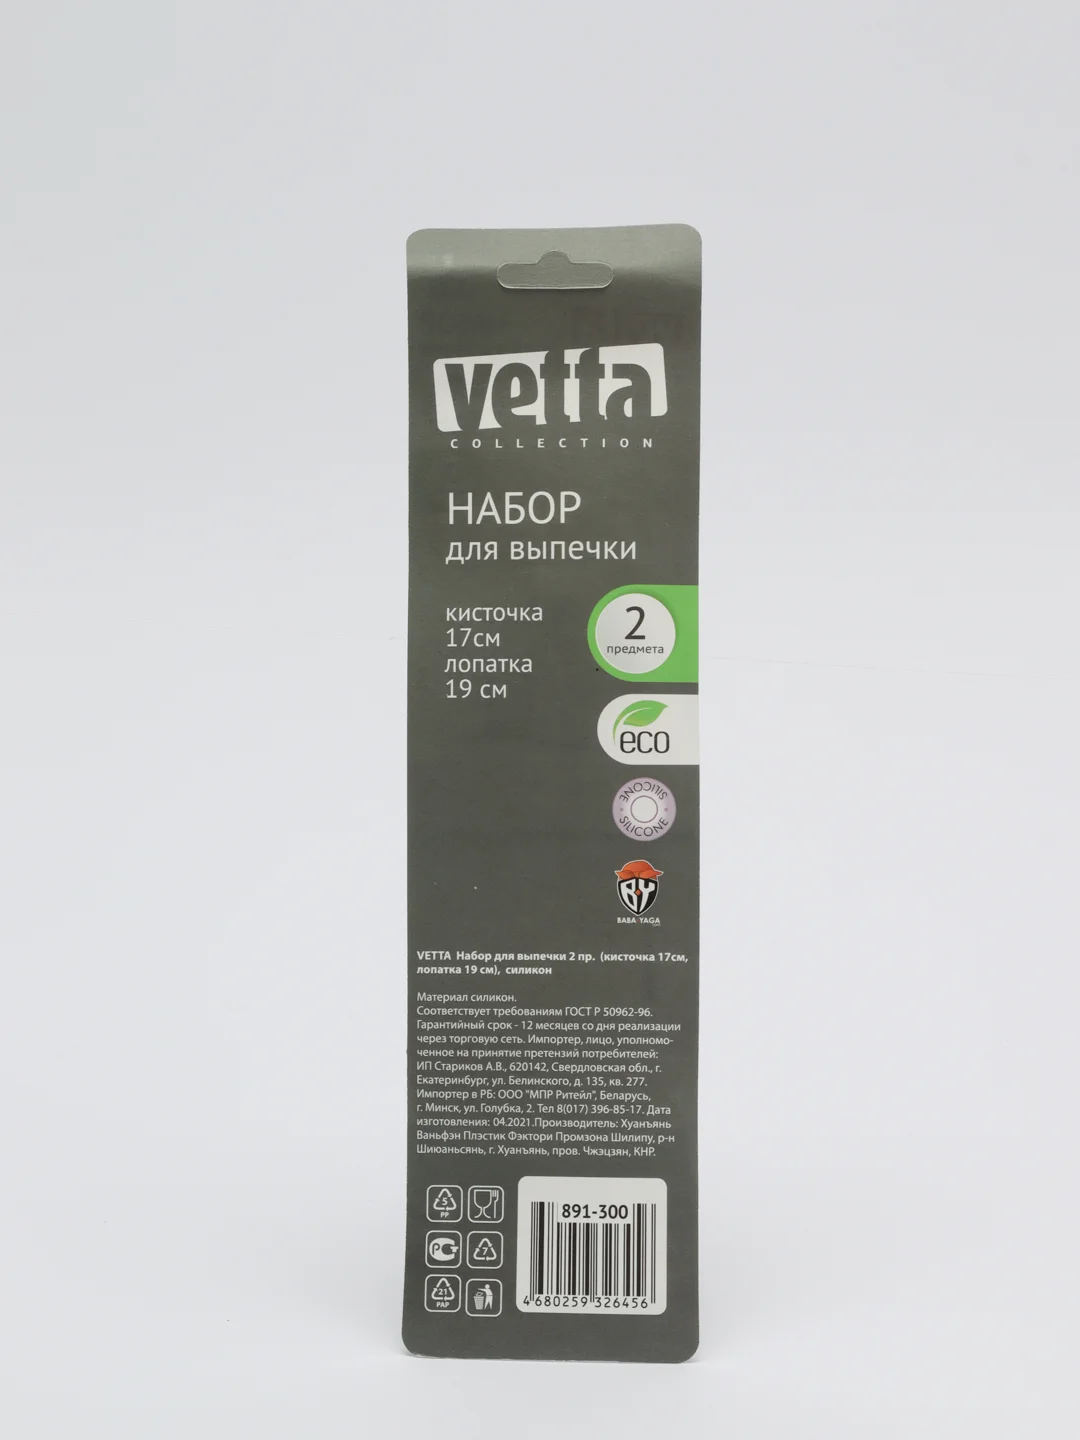 vetta
COLLECTION
НАБОР
для выпечки
кисточка
17см
лопатка
19 см
2
предмета
eco
SILICONE
SILICONE
BY
BABA YAGA
VETTA Набор для выпечки 2 пр. (кисточка 17см,
лопатка 19 см), силикон
Материал силикон.
Соответствует требованиям ГОСТ Р 50962-96.
Гарантийный срок - 12 месяцев со дня реализации
через торговую сеть. Импортер, лицо, уполномо-
ченное на принятие претензий потребителей:
ИП Стариков А.В., 620142, Свердловская обл., г.
Екатеринбург, ул. Белинского, д. 135, кв. 277.
Импортер в РБ: ООО "МПР Ритейл", Беларусь,
г. Минск, ул. Голубка, 2. Тел 8(017) 396-85-17. Дата
изготовления: 04.2021.Производитель: Хуанъянь
Ваньфэн Плэстик Фэктори Промзона Шилипу, р-н
Шиюаньсянь, г. Хуанъянь, пров. Чжэцзян, КНР.
5
PP
РС
7
21
PAP
891-300
4 680259 326456